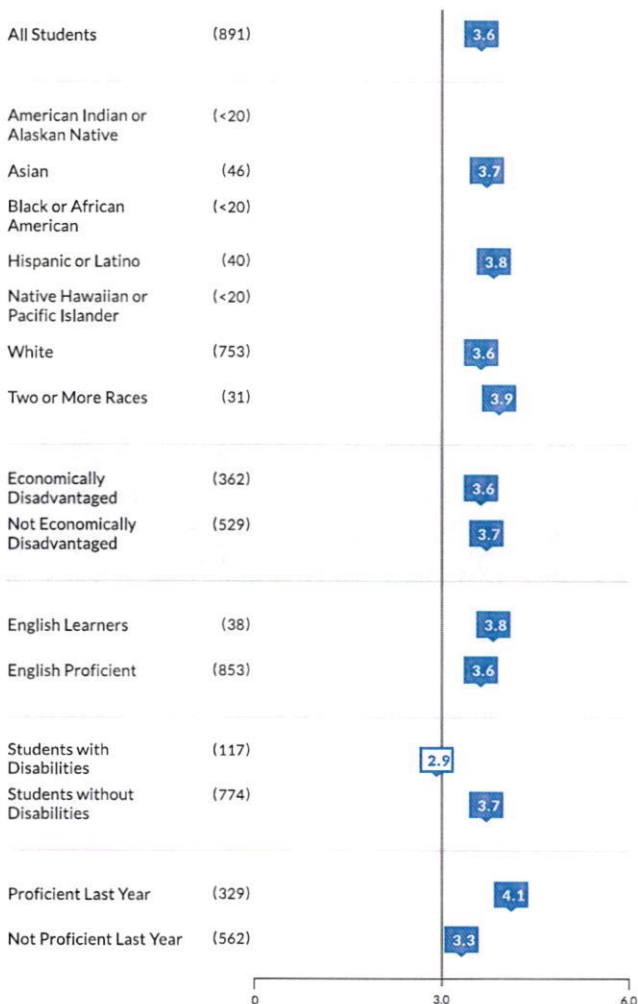 All Students (891) 3.6
American Indian or (<20)
Alaskan Native
Asian (46) 3.7
Black or African (<20)
American
Hispanic or Latino (40) 3.8
Native Hawaiian or (<20)
Pacific Islander
White (753) 3.6
Two or More Races (31) 3.9
Economically (362) 3.6
Disadvantaged
Not Economically (529) 3.7
Disadvantaged
English Learners (38) 3.8
English Proficient (853) 3.6
Students with (117) 2.9
Disabilities
Students without (774) 3.7
Disabilities
Proficient Last Year (329) 4.1
Not Proficient Last Year (562) 3.3
0 3.0 6.0